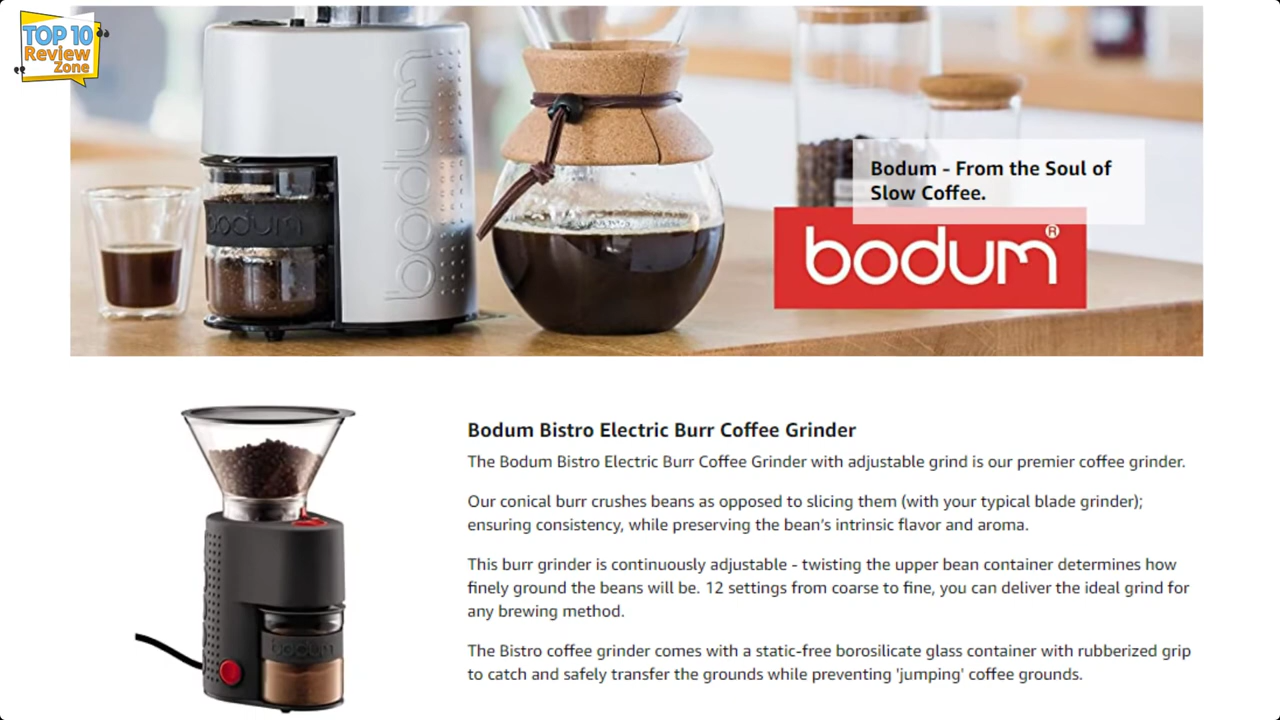 TOP 10
Review
Zone
bodum
bodum
Bodum - From the Soul of
Slow Coffee.
bodum®
Bodum Bistro Electric Burr Coffee Grinder
The Bodum Bistro Electric Burr Coffee Grinder with adjustable grind is our premier coffee grinder.
Our conical burr crushes beans as opposed to slicing them (with your typical blade grinder);
ensuring consistency, while preserving the bean’s intrinsic flavor and aroma.
This burr grinder is continuously adjustable - twisting the upper bean container determines how
finely ground the beans will be. 12 settings from coarse to fine, you can deliver the ideal grind for
any brewing method.
bodum
The Bistro coffee grinder comes with a static-free borosilicate glass container with rubberized grip
to catch and safely transfer the grounds while preventing 'jumping' coffee grounds.